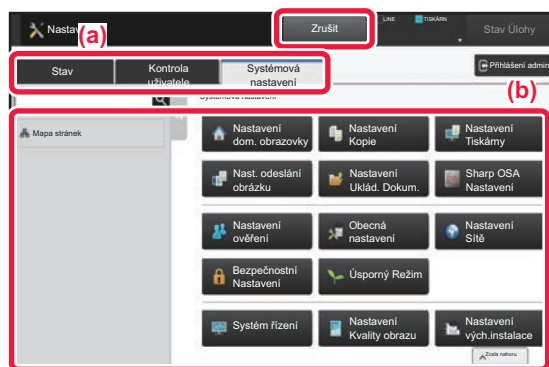 Nastav
(a)
Zrušit
LINE
TISKÁRN
Stav Úlohy
Stav
Kontrola
uživatele
Systémová
nastavení
Přihlášení admin
(b)
Systémová nastavení
Mapa stránek
Nastavení
dom. obrazovky
Nastavení
Kopie
Nastavení
Tiskárny
Nast. odeslání
obrázku
Nastavení
Uklád. Dokum.
Sharp OSA
Nastavení
Nastavení
ověření
Obecná
nastavení
Nastavení
Sítě
Bezpečnostní
Nastavení
Úsporný Režim
Systém řízení
Nastavení
Kvality obrazu
Nastavení
vých.instalace
Zcela nahoru